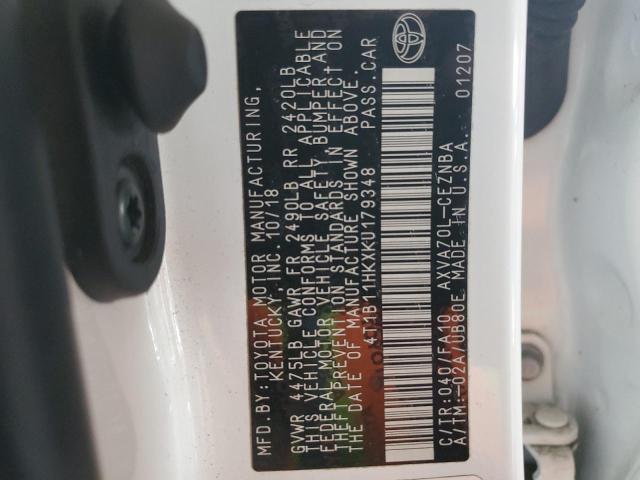 MFD BY: TOYOTA MOTOR MANUFACTURING,
KENTUCKY INC. 10/18
GVWR 4475LB GAWR FR 2490LB RR 2420LB
THIS VEHICLE CONFORMS TO ALL APPLICABLE
FEDERAL MOTOR VEHICLE SAFETY, BUMPER AND
THEFT PREVENTION STANDARDS IN EFFECT ON
THE DATE OF MANUFACTURE SHOWN ABOVE.
4T1B11HKXKU179348 PASS.CAR
C/TR:040/FA10 AXVA70L-CEZNBA
A/TM:-02A/UB80E MADE IN U.S.A. 01207